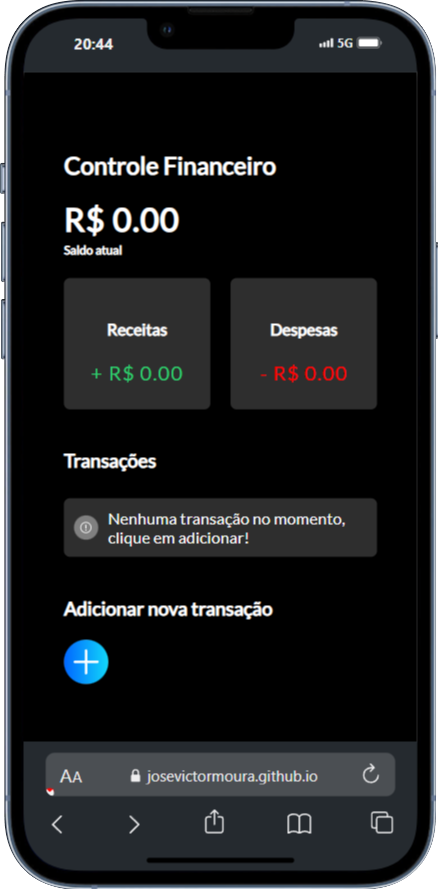 20:44
5G
Controle Financeiro
R$ 0.00
Saldo atual
Receitas
Despesas
+ R$ 0.00
- R$ 0.00
Transações
Nenhuma transação no momento,
clique em adicionar!
Adicionar nova transação
AA
josevictormoura.github.io